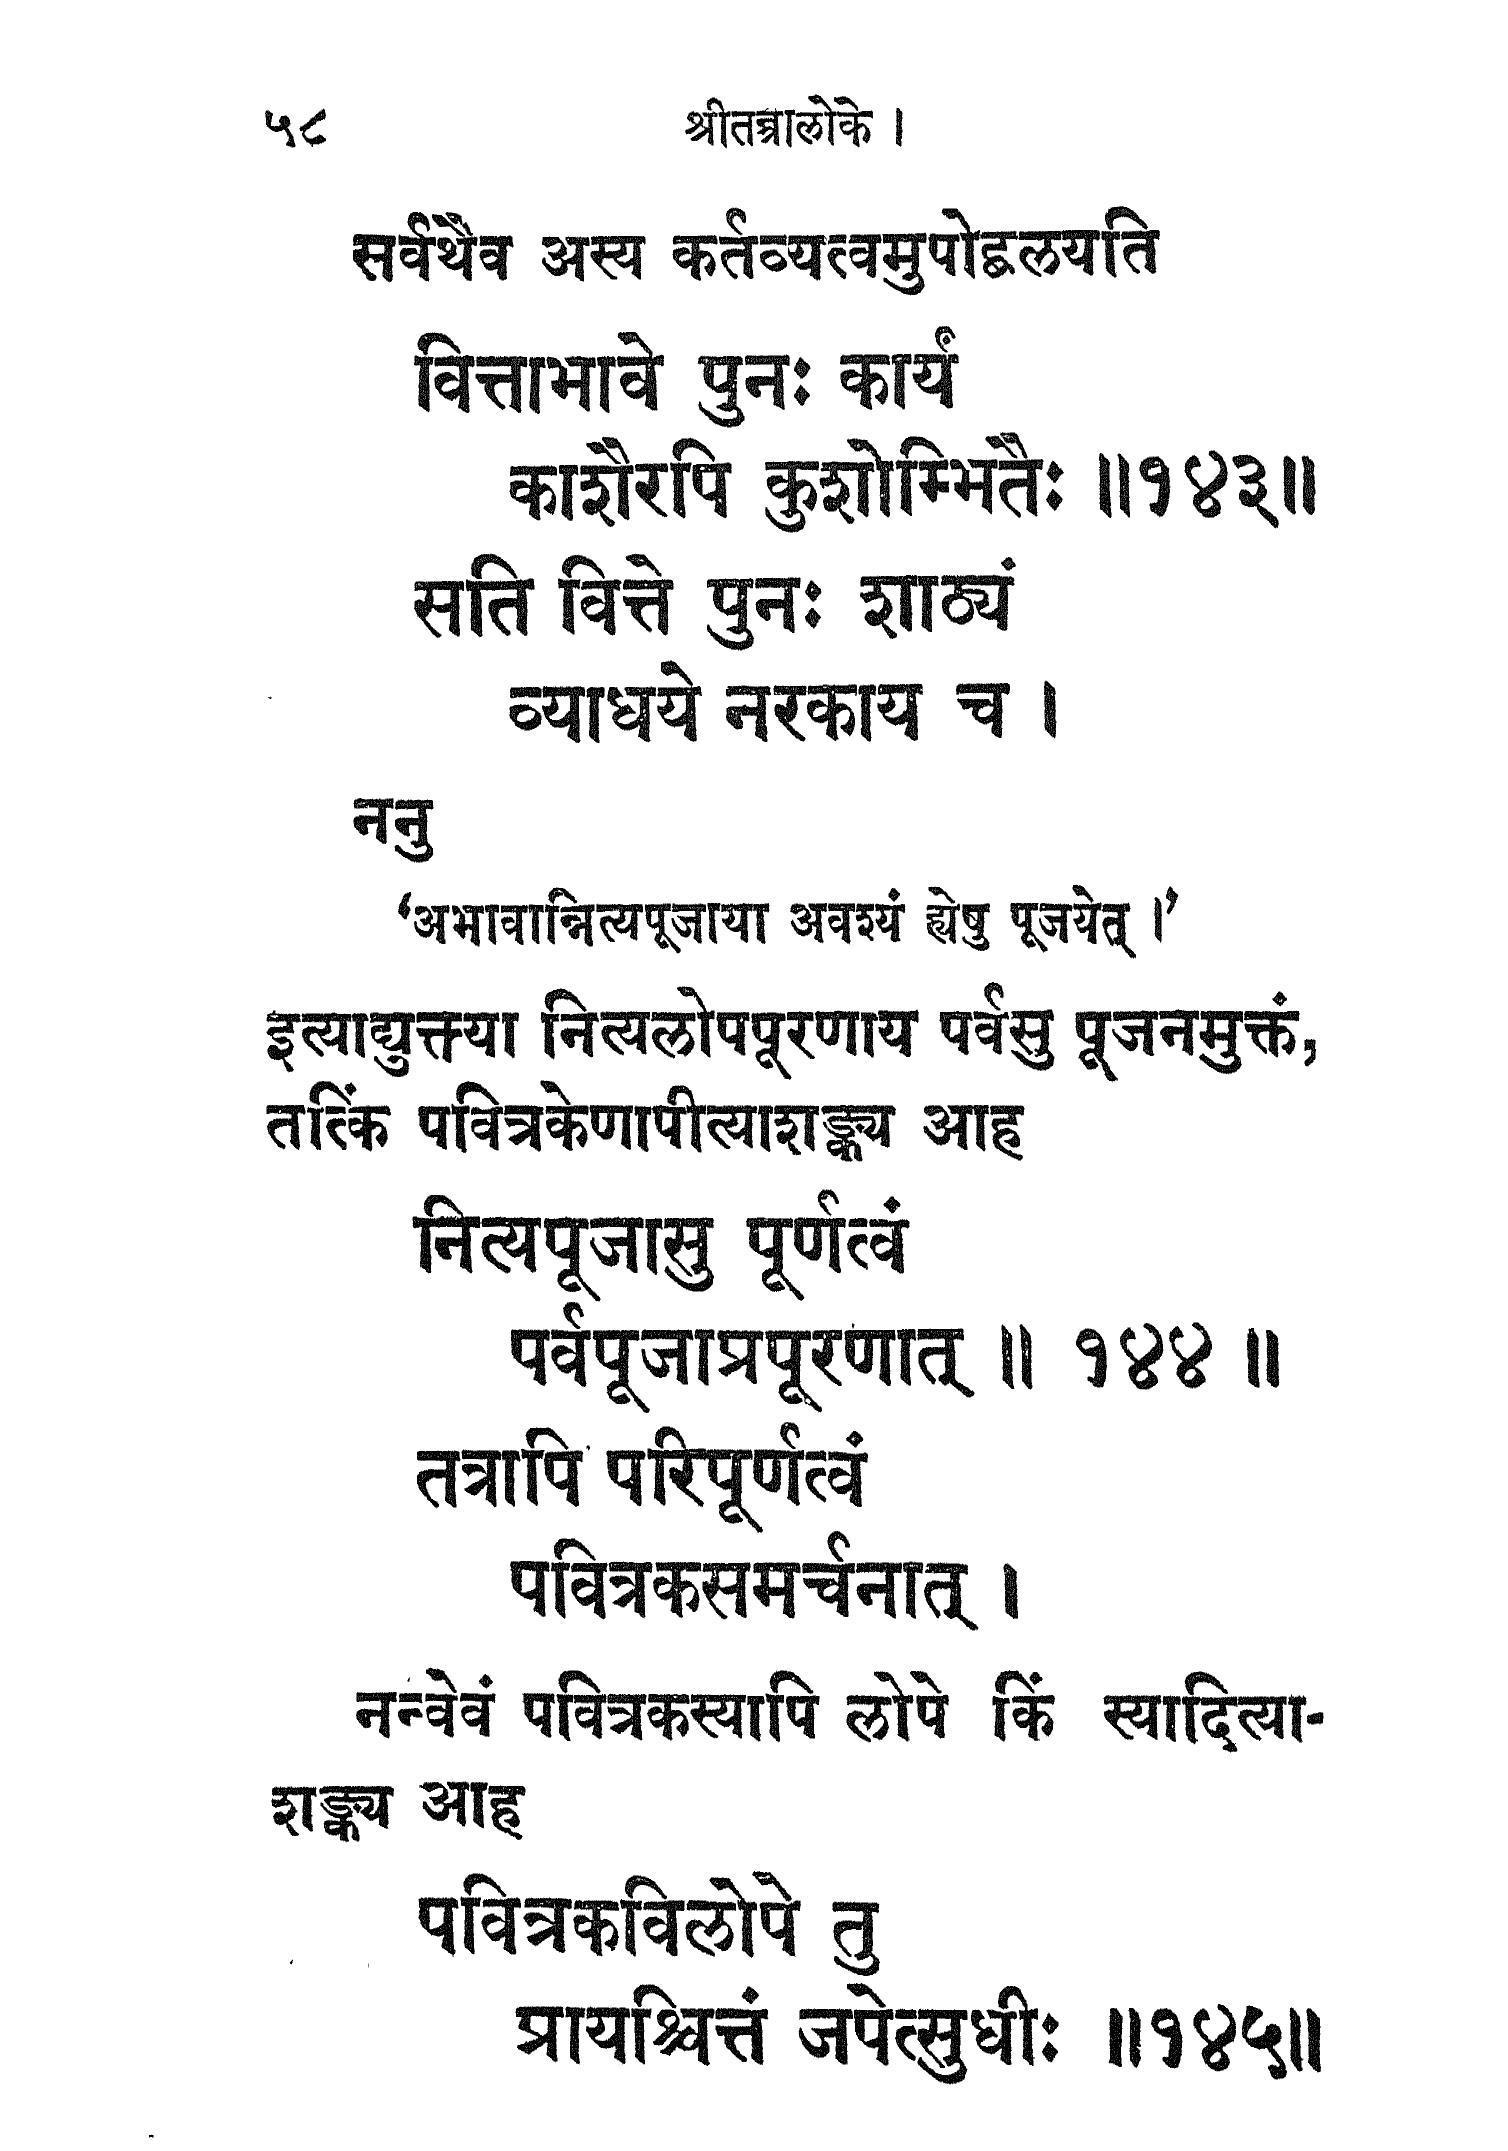 ५८ श्रीतन्त्रालोके ।
सर्वथैव अस्य कर्तव्यत्वमुपोद्बलयति
वित्ताभावे पुनः कार्यं
काशैरपि कुशोम्भितैः ॥१४३॥
सति वित्ते पुनः शाठ्यं
व्याधये नरकाय च ।
ननु
‘अभावान्नित्यपूजाया अवश्यं ह्येषु पूजयेत् ।’
इत्याद्युक्त्या नित्यलोपपूरणाय पर्वसु पूजनमुक्तं,
तत्किं पवित्रकेणापीत्याशङ्क्य आह
नित्यपूजासु पूर्णत्वं
पर्वपूजाप्रपूरणात् ॥ १४४ ॥
तत्रापि परिपूर्णत्वं
पवित्रकसमर्चनात् ।
नन्वेवं पवित्रकस्यापि लोपे किं स्यादित्या-
शङ्क्य आह
पवित्रकविलोपे तु
प्रायश्चित्तं जपेत्सुधीः ॥१४५॥